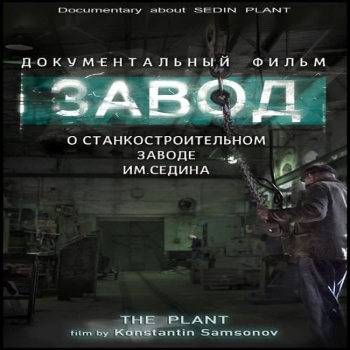 Documentary about SEDIN PLANT
ДОКУМЕНТАЛЬНЫЙ ФИЛЬМ
ЗАВОД
О СТАНКОСТРОИТЕЛЬНОМ
ЗАВОДЕ
ИМ.СЕДИНА
THE PLANT
film by Konstantin Samsonov